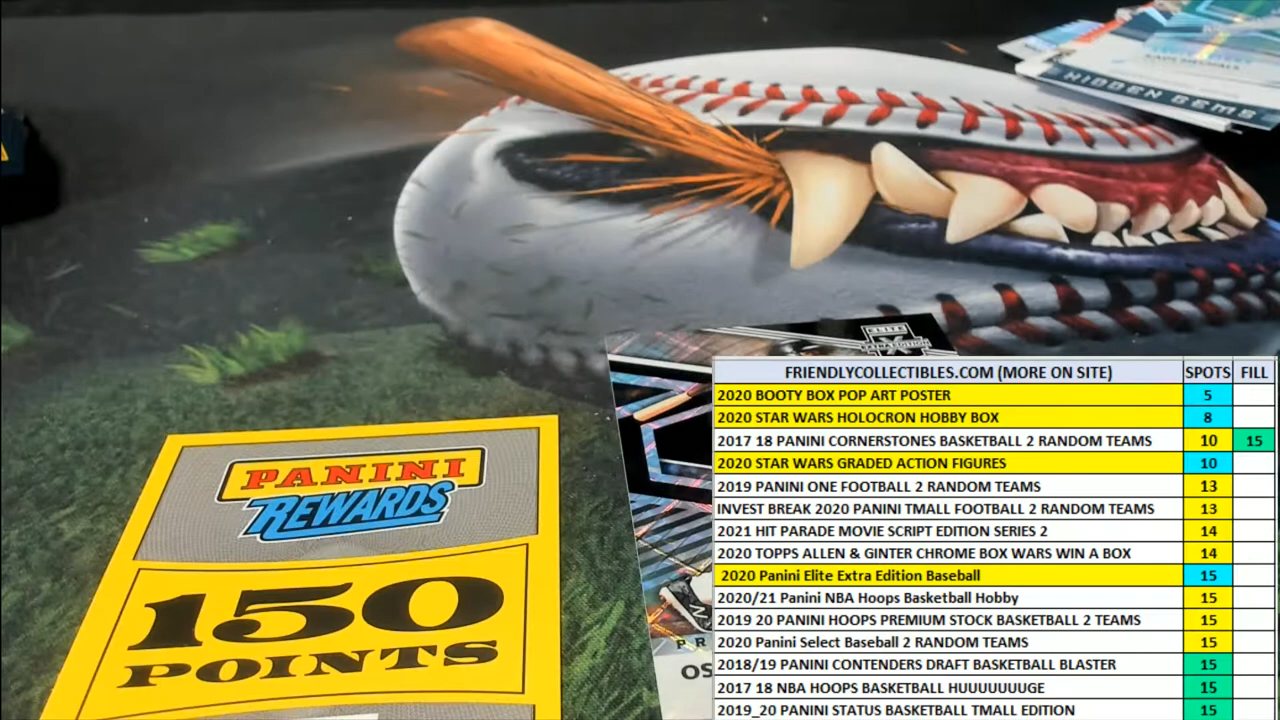 HIDDEN GEMS
ELITE
EXTRA EDITION
PANINI
REWARDS
150
POINTS
PR
OS
FRIENDLYCOLLECTIBLES.COM (MORE ON SITE) SPOTS FILL
2020 BOOTY BOX POP ART POSTER 5
2020 STAR WARS HOLOCRON HOBBY BOX 8
2017 18 PANINI CORNERSTONES BASKETBALL 2 RANDOM TEAMS 10 15
2020 STAR WARS GRADED ACTION FIGURES 10
2019 PANINI ONE FOOTBALL 2 RANDOM TEAMS 13
INVEST BREAK 2020 PANINI TMALL FOOTBALL 2 RANDOM TEAMS 13
2021 HIT PARADE MOVIE SCRIPT EDITION SERIES 2 14
2020 TOPPS ALLEN & GINTER CHROME BOX WARS WIN A BOX 14
2020 Panini Elite Extra Edition Baseball 15
2020/21 Panini NBA Hoops Basketball Hobby 15
2019 20 PANINI HOOPS PREMIUM STOCK BASKETBALL 2 TEAMS 15
2020 Panini Select Baseball 2 RANDOM TEAMS 15
2018/19 PANINI CONTENDERS DRAFT BASKETBALL BLASTER 15
2017 18 NBA HOOPS BASKETBALL HUUUUUUUGE 15
2019_20 PANINI STATUS BASKETBALL TMALL EDITION 15